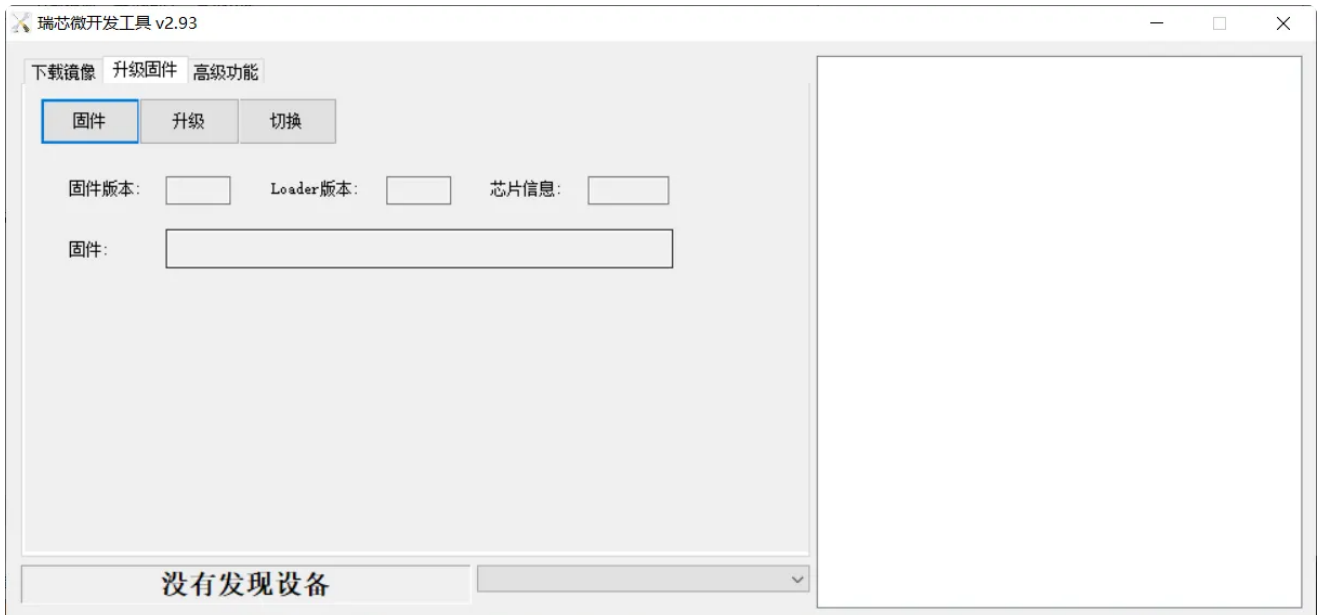 瑞芯微开发工具 v2.93
下载镜像 升级固件 高级功能
固件 升级 切换
固件版本: Loader版本: 芯片信息:
固件:
没有发现设备